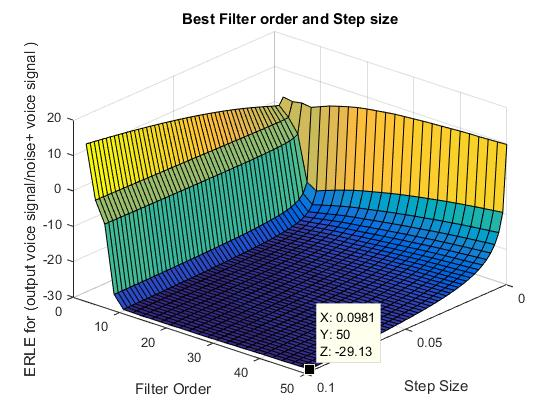 Best Filter order and Step size
ERLE for (output voice signal/noise+ voice signal )
20
10
0
-10
-20
-30
0
10
20
30
40
50
Filter Order
0.1
0.05
0
Step Size
X: 0.0981
Y: 50
Z: -29.13